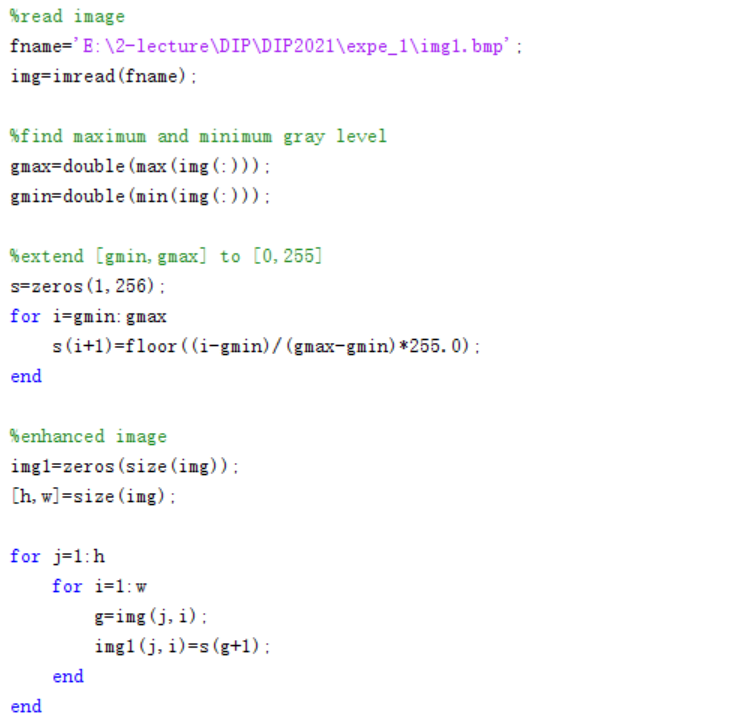 %read image
fname='E:\2-lecture\DIP\DIP2021\expe_1\img1.bmp';
img=imread(fname);
%find maximum and minimum gray level
gmax=double(max(img(:)));
gmin=double(min(img(:)));
%extend [gmin,gmax] to [0,255]
s=zeros(1,256);
for i=gmin:gmax
    s(i+1)=floor((i-gmin)/(gmax-gmin)*255.0);
end
%enhanced image
img1=zeros(size(img));
[h,w]=size(img);
for j=1:h
    for i=1:w
        g=img(j,i);
        img1(j,i)=s(g+1);
    end
end